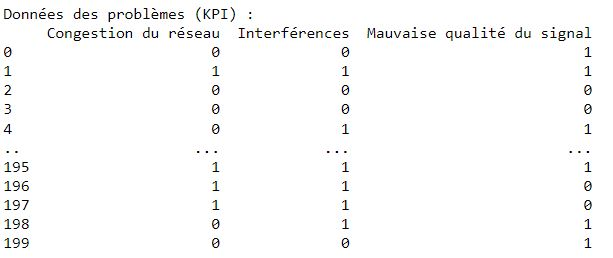 Données des problèmes (KPI) :
Congestion du réseau Interférences Mauvaise qualité du signal
0 0 0 1
1 1 1 1
2 0 0 0
3 0 0 0
4 0 1 1
.. ... ... ...
195 1 1 1
196 1 1 0
197 1 1 0
198 0 1 1
199 0 0 1